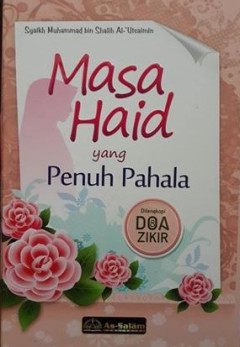 Syaikh Muhammad bin Shalih Al-'Utsaimin
Masa
Haid
yang
Penuh Pahala
Dilengkapi
DOA
&
ZIKIR
As-Salam